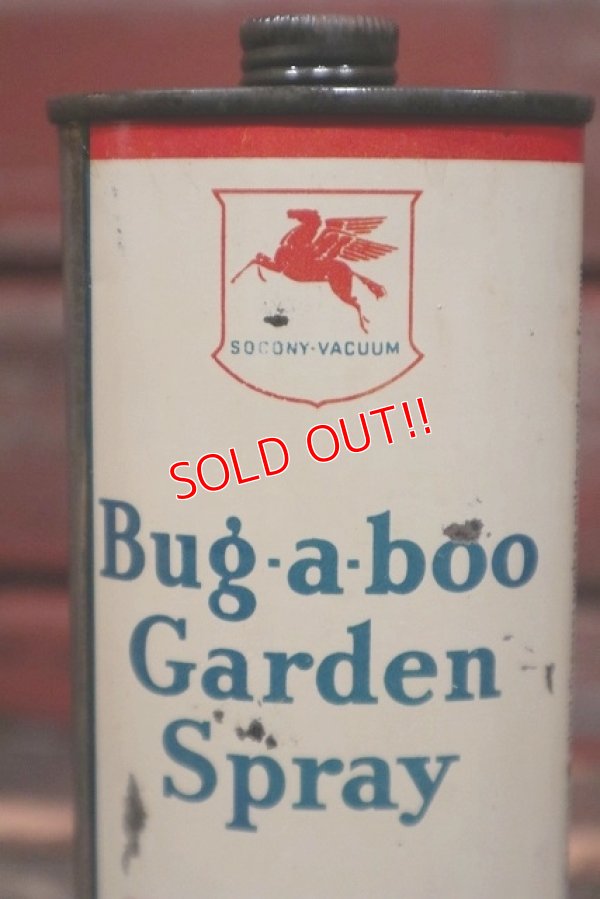 SOCONY-VACUUM
SOLD OUT!!
Bug-a-boo
Garden
Spray